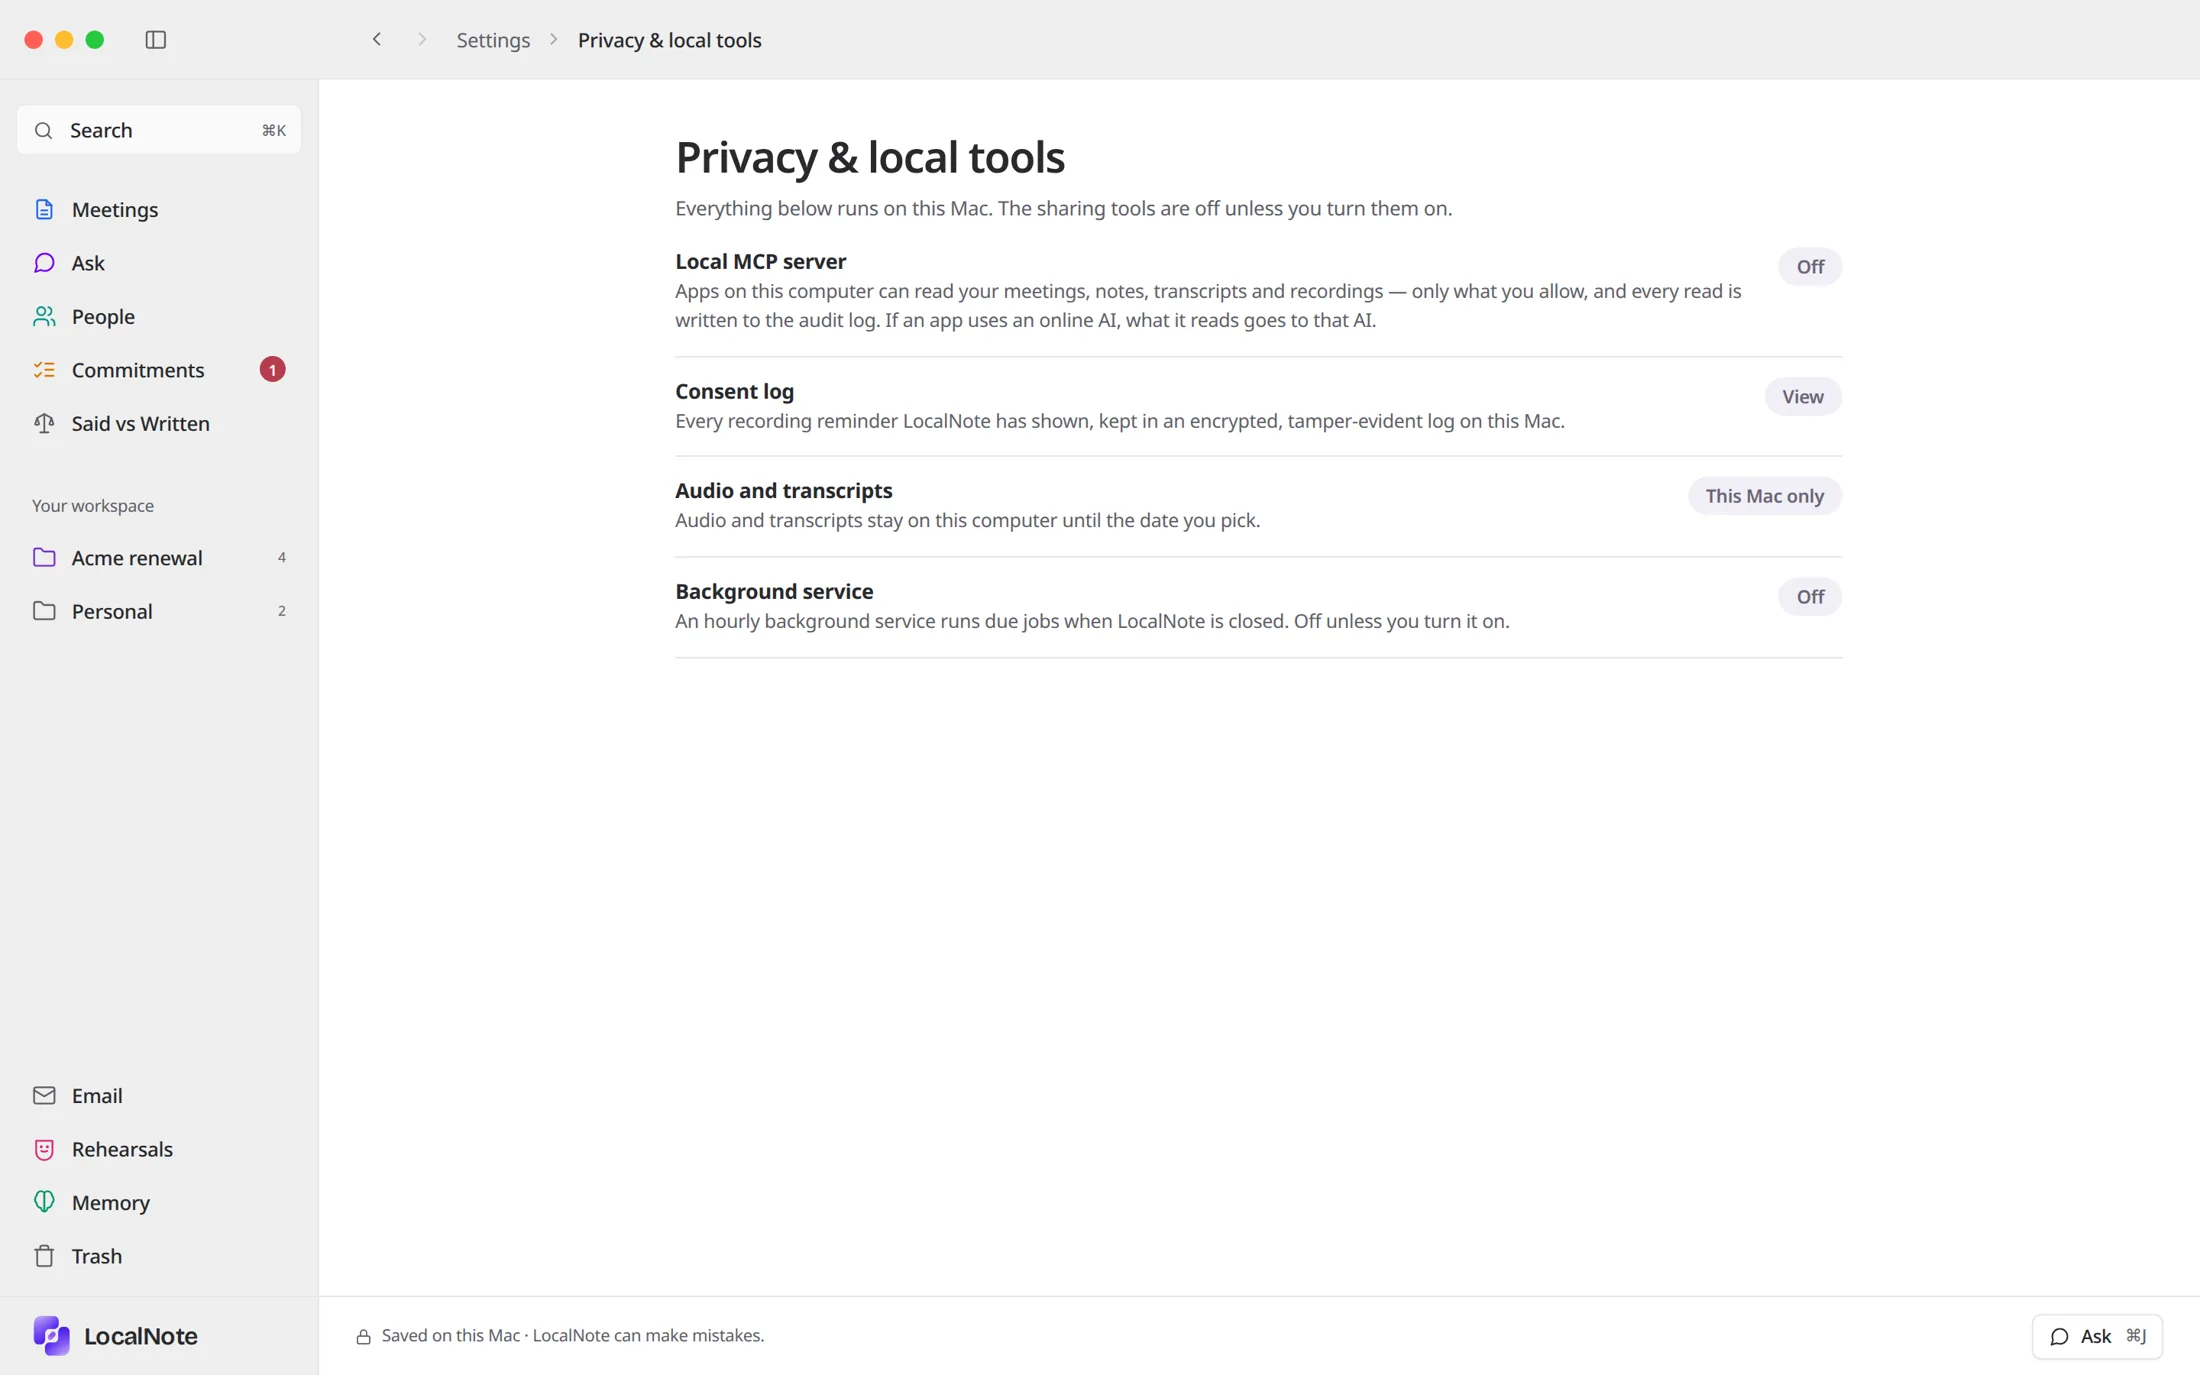 Settings
Privacy & local tools
Search ⌘K
Meetings
Ask
People
Commitments 1
Said vs Written
Your workspace
Acme renewal 4
Personal 2
Email
Rehearsals
Memory
Trash
LocalNote
Privacy & local tools
Everything below runs on this Mac. The sharing tools are off unless you turn them on.
Local MCP server
Off
Apps on this computer can read your meetings, notes, transcripts and recordings — only what you allow, and every read is
written to the audit log. If an app uses an online AI, what it reads goes to that AI.
Consent log
View
Every recording reminder LocalNote has shown, kept in an encrypted, tamper-evident log on this Mac.
Audio and transcripts
This Mac only
Audio and transcripts stay on this computer until the date you pick.
Background service
Off
An hourly background service runs due jobs when LocalNote is closed. Off unless you turn it on.
Saved on this Mac · LocalNote can make mistakes.
Ask ⌘J